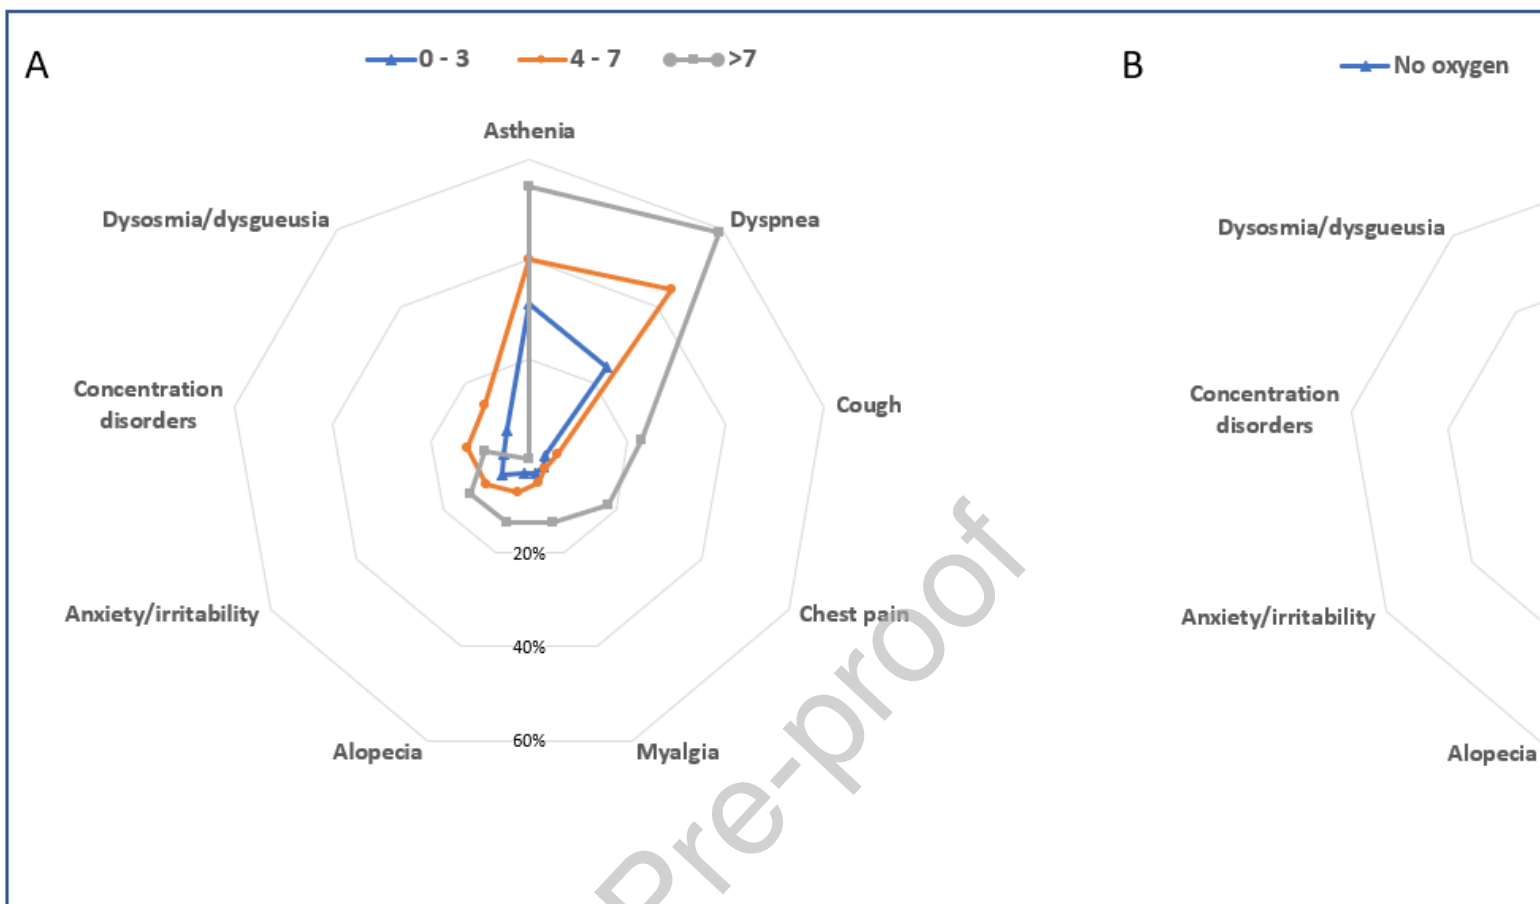 A
0 - 3
4 - 7
>7
Asthenia
Dysosmia/dysgueusia
Dyspnea
Concentration
disorders
Cough
Anxiety/irritability
Chest pain
Alopecia
Myalgia
20%
40%
60%
B
No oxygen
Dysosmia/dysgueusia
Concentration
disorders
Anxiety/irritability
Alopecia
Pre-proof